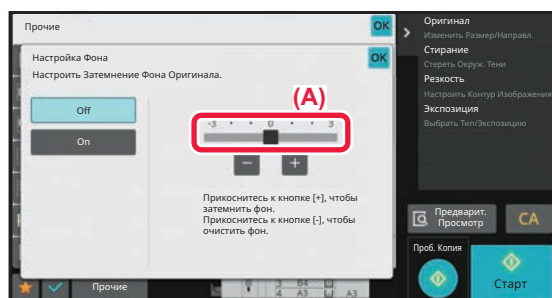 Прочие
OK
Настройка Фона
OK
Настроить Затемнение Фона Оригинала.
Off
On
(A)
-3 • • 0 • • 3
− +
Прикоснитесь к кнопке [+], чтобы
затемнить фон.
Прикоснитесь к кнопке [-], чтобы
очистить фон.
Прочие
3 B4
4 A3
A3
Оригинал
Изменить Размер/Направл.
Стирание
Стереть Окруж. Тени
Резкость
Настроить Контур Изображения
Экспозиция
Выбрать Тип/Экспозицию
Предварит.
Просмотр
CA
Проб. Копия
Старт